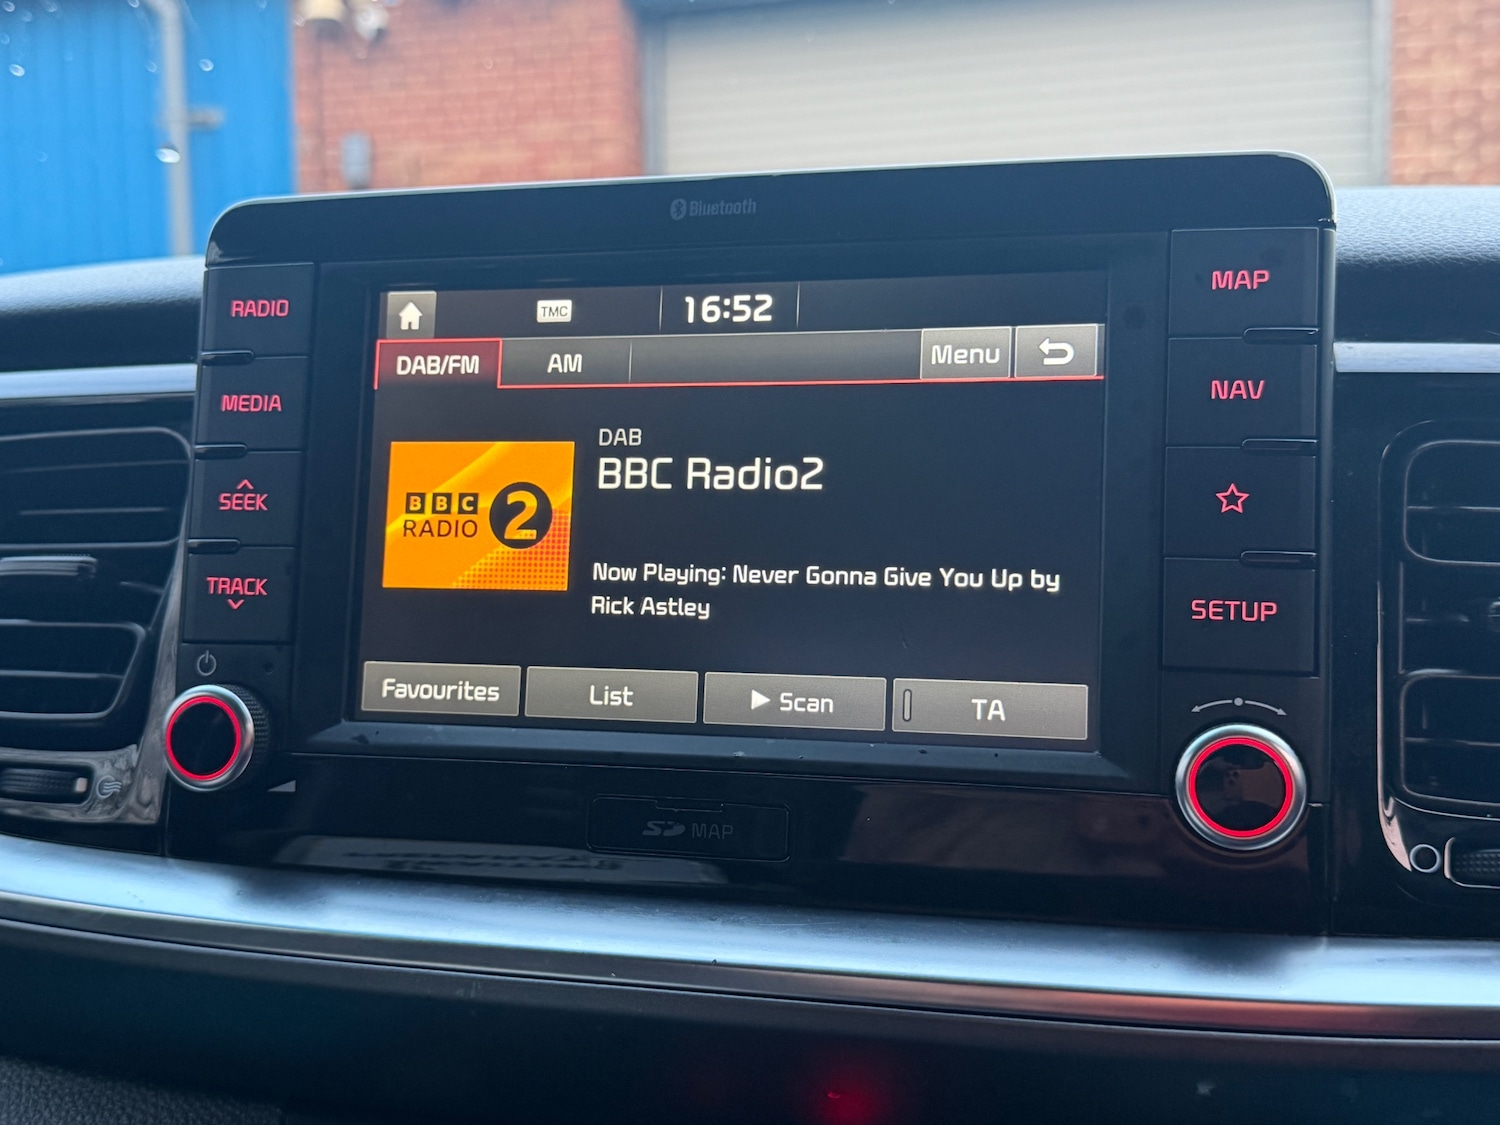 Bluetooth
RADIO
MEDIA
SEEK
TRACK
TMC
16:52
DAB/FM
AM
Menu
DAB
BBC Radio2
BBC
RADIO 2
Now Playing: Never Gonna Give You Up by
Rick Astley
Favourites
List
Scan
TA
MAP
NAV
SETUP
SD MAP